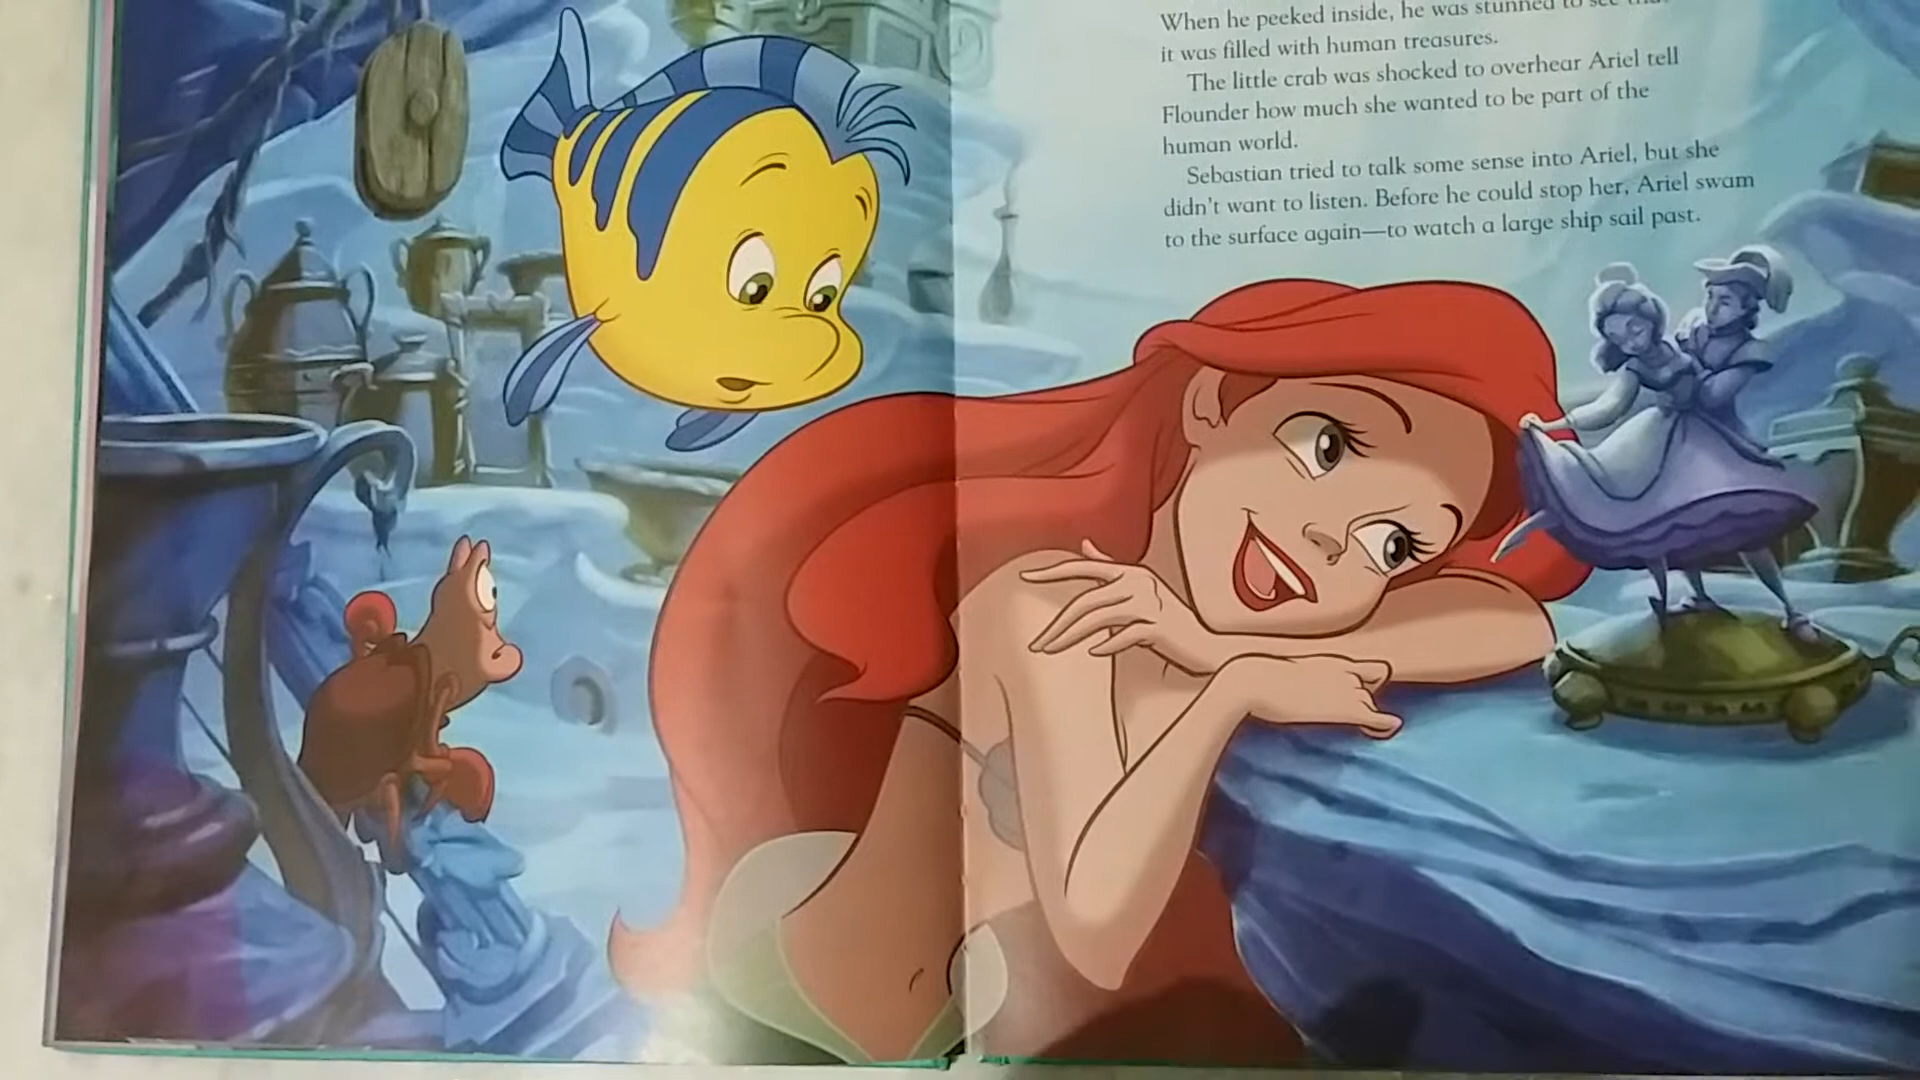 When he peeked inside, he was stunned to see that
it was filled with human treasures.
The little crab was shocked to overhear Ariel tell
Flounder how much she wanted to be part of the
human world.
Sebastian tried to talk some sense into Ariel, but she
didn't want to listen. Before he could stop her, Ariel swam
to the surface again—to watch a large ship sail past.